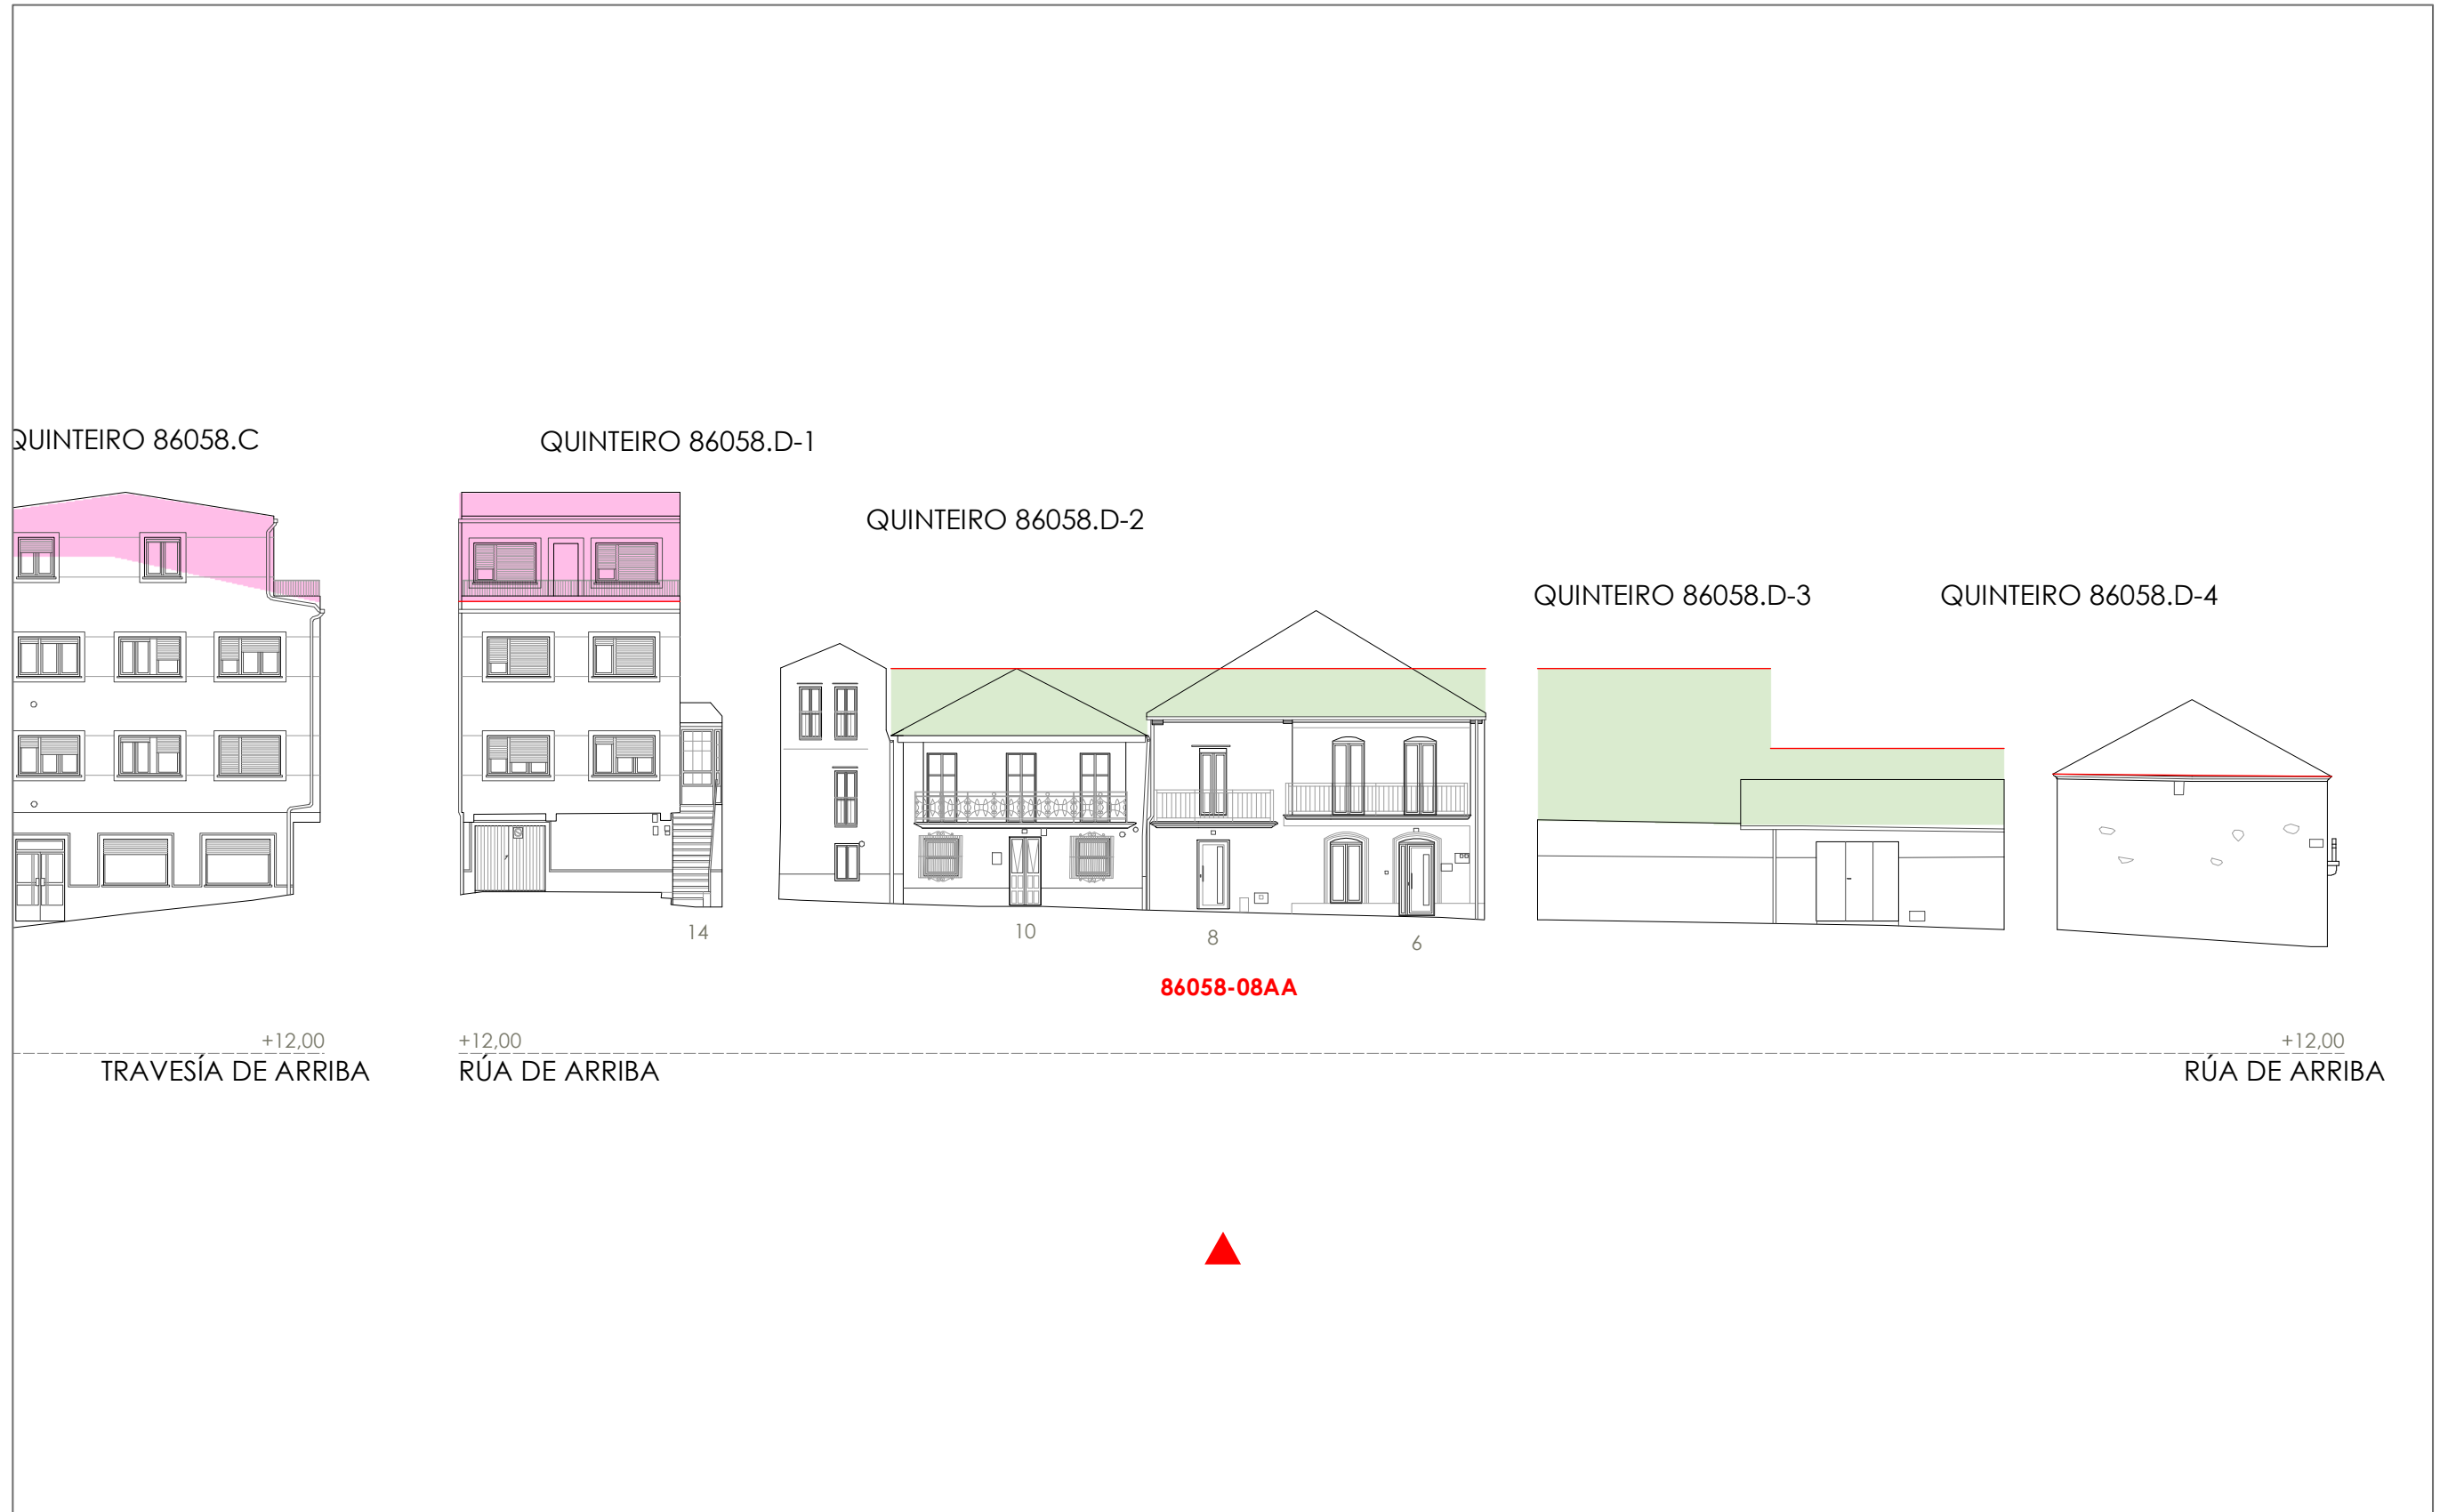 QUINTEIRO 86058.C
QUINTEIRO 86058.D-1
QUINTEIRO 86058.D-2
QUINTEIRO 86058.D-3
QUINTEIRO 86058.D-4
14
10
8
6
86058-08AA
+12,00
+12,00
+12,00
TRAVESÍA DE ARRIBA
RÚA DE ARRIBA
RÚA DE ARRIBA